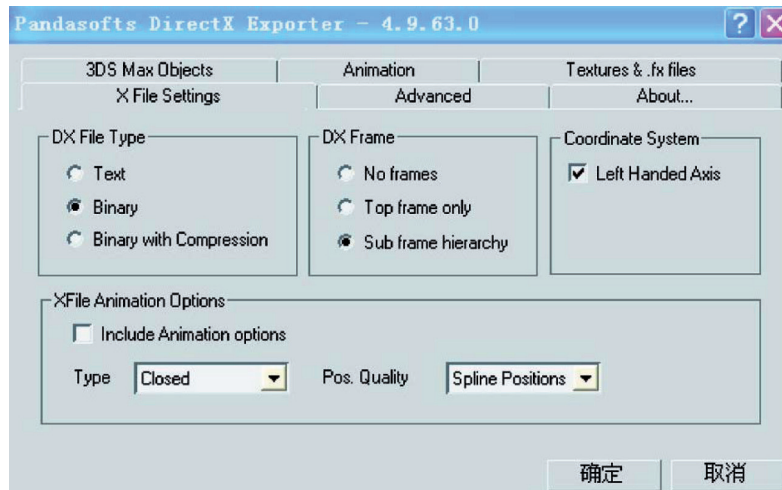 Pandasofts DirectX Exporter - 4.9.63.0
3DS Max Objects Animation Textures & .fx files
X File Settings Advanced About...
DX File Type DX Frame Coordinate System
Text No frames Left Handed Axis
Binary Top frame only
Binary with Compression Sub frame hierarchy
XFile Animation Options
Include Animation options
Type Closed Pos. Quality Spline Positions
确定 取消